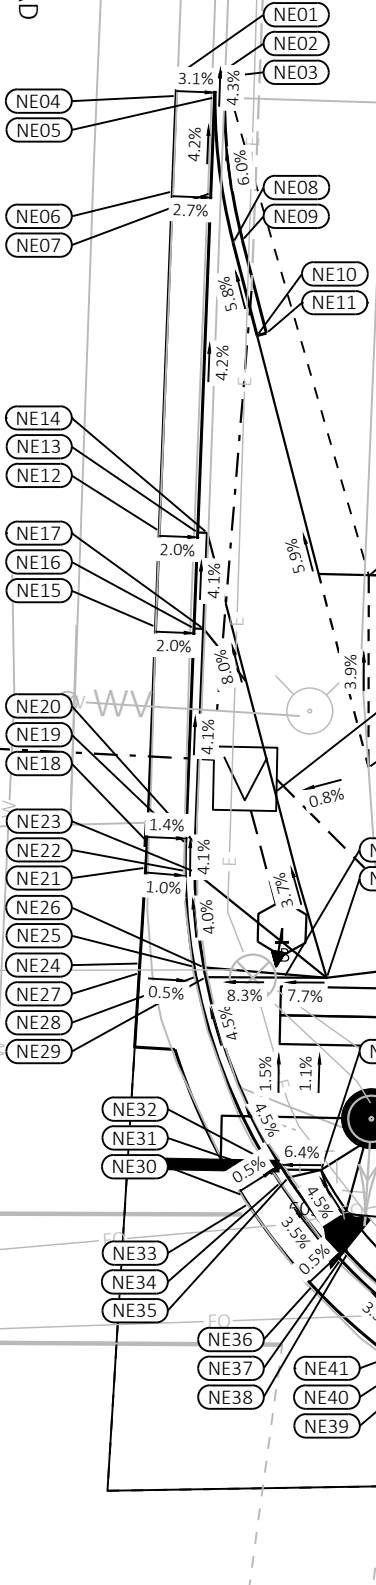 AD
NE01
NE02
NE03
3.1%
4.3%
NE04
NE05
4.2%
6.0%
NE08
NE09
NE06
NE07
2.7%
E
NE10
NE11
5.8%
4.2%
E
NE14
NE13
NE12
2.0%
5.9%
NE17
NE16
NE15
4.1%
2.0%
E
8.0%
3.9%
NE20
NE19
NE18
WV
4.1%
0.8%
1.4%
NE23
NE22
NE21
4.1%
1.0%
E
3.7%
NE26
NE25
NE24
NE27
NE28
NE29
4.0%
0.5%
8.3%
7.7%
4.5%
1.5%
1.1%
NE32
NE31
NE30
4.5%
6.4%
0.5%
4.5%
3.5%
0.5%
NE33
NE34
NE35
FO
FO
NE36
NE37
NE38
NE41
NE40
NE39